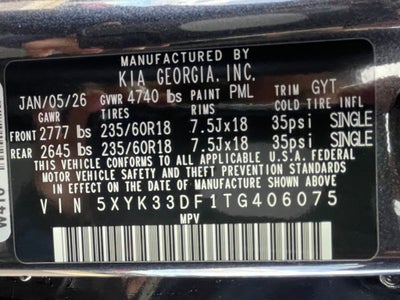 MANUFACTURED BY
KIA GEORGIA, INC.
JAN/05/26 GVWR 4740 lbs PAINT PML TRIM GYT
GAWR TIRES RIMS COLD TIRE INFL
FRONT 2777 lbs 235/60R18 7.5Jx18 35psi SINGLE
REAR 2645 lbs 235/60R18 7.5Jx18 35psi SINGLE
THIS VEHICLE CONFORMS TO ALL APPLICABLE U.S.A. FEDERAL
MOTOR VEHICLE SAFETY AND THEFT PREVENTION STANDARDS
IN EFFECT ON THE DATE OF MANUFACTURE SHOWN ABOVE.
VIN 5XYK33DF1TG406075
MPV